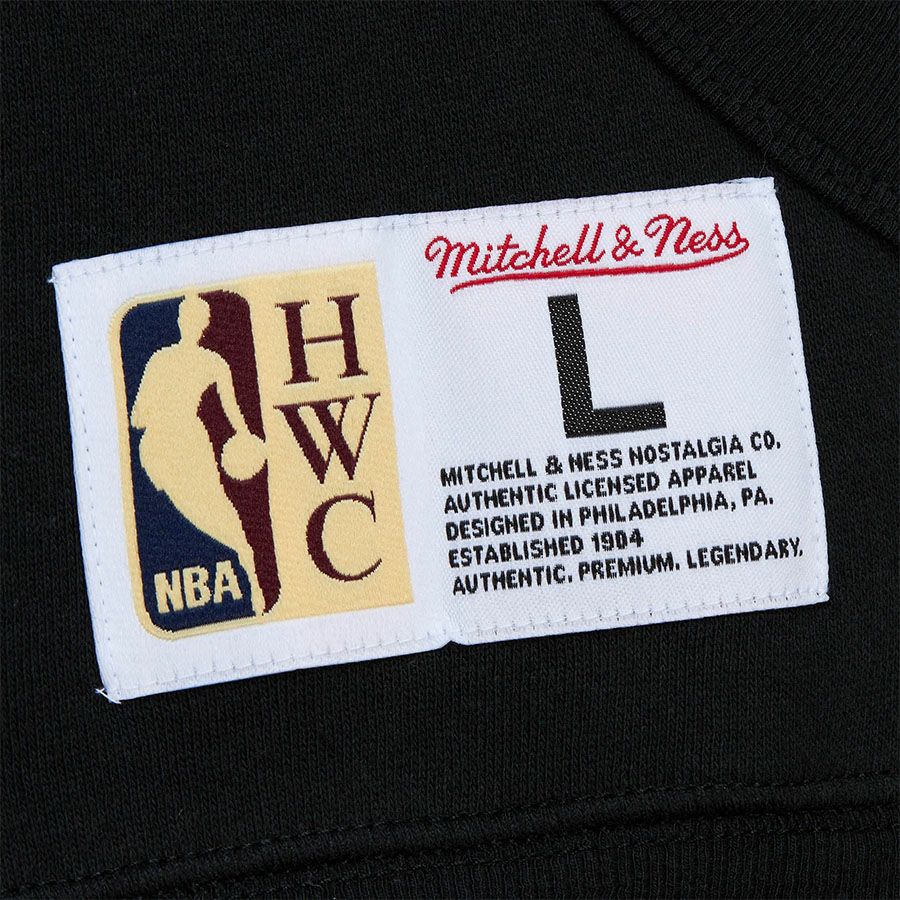 NBA
H
W
C
Mitchell & Ness
L
MITCHELL & NESS NOSTALGIA CO.
AUTHENTIC LICENSED APPAREL
DESIGNED IN PHILADELPHIA, PA.
ESTABLISHED 1904
AUTHENTIC. PREMIUM. LEGENDARY.